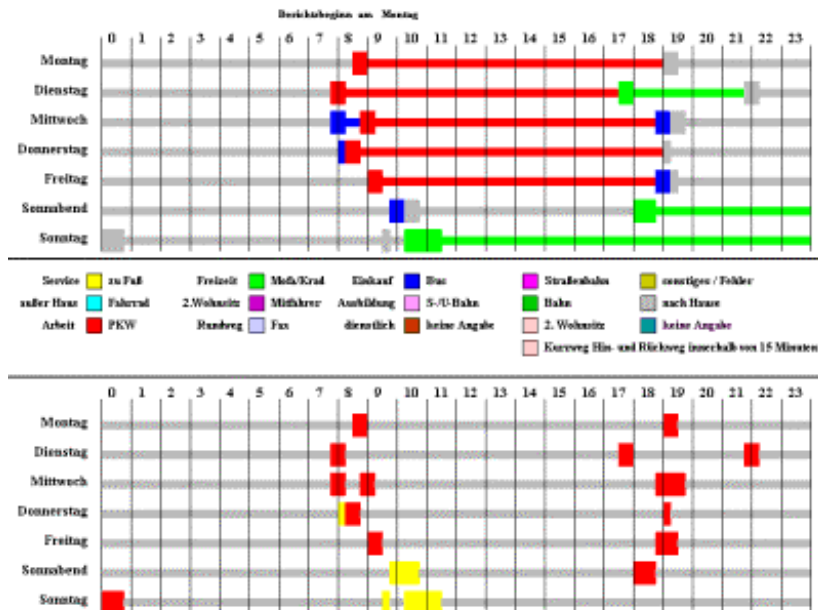 Berichtsbeginn am Montag
0 1 2 3 4 5 6 7 8 9 10 11 12 13 14 15 16 17 18 19 20 21 22 23
Montag
Dienstag
Mittwoch
Donnerstag
Freitag
Sonnabend
Sonntag
Service zu Fuß Freizeit Mofa/Krad Einkauf Bus Straßenbahn sonstiges / Fehler
außer Haus Fahrrad 2.Wohnsitz Mitfahrer Ausbildung S-/U-Bahn Bahn nach Hause
Arbeit PKW Rundweg Fax dienstlich keine Angabe 2. Wohnsitz keine Angabe
Kurzweg Hin- und Rückweg innerhalb von 15 Minuten
0 1 2 3 4 5 6 7 8 9 10 11 12 13 14 15 16 17 18 19 20 21 22 23
Montag
Dienstag
Mittwoch
Donnerstag
Freitag
Sonnabend
Sonntag